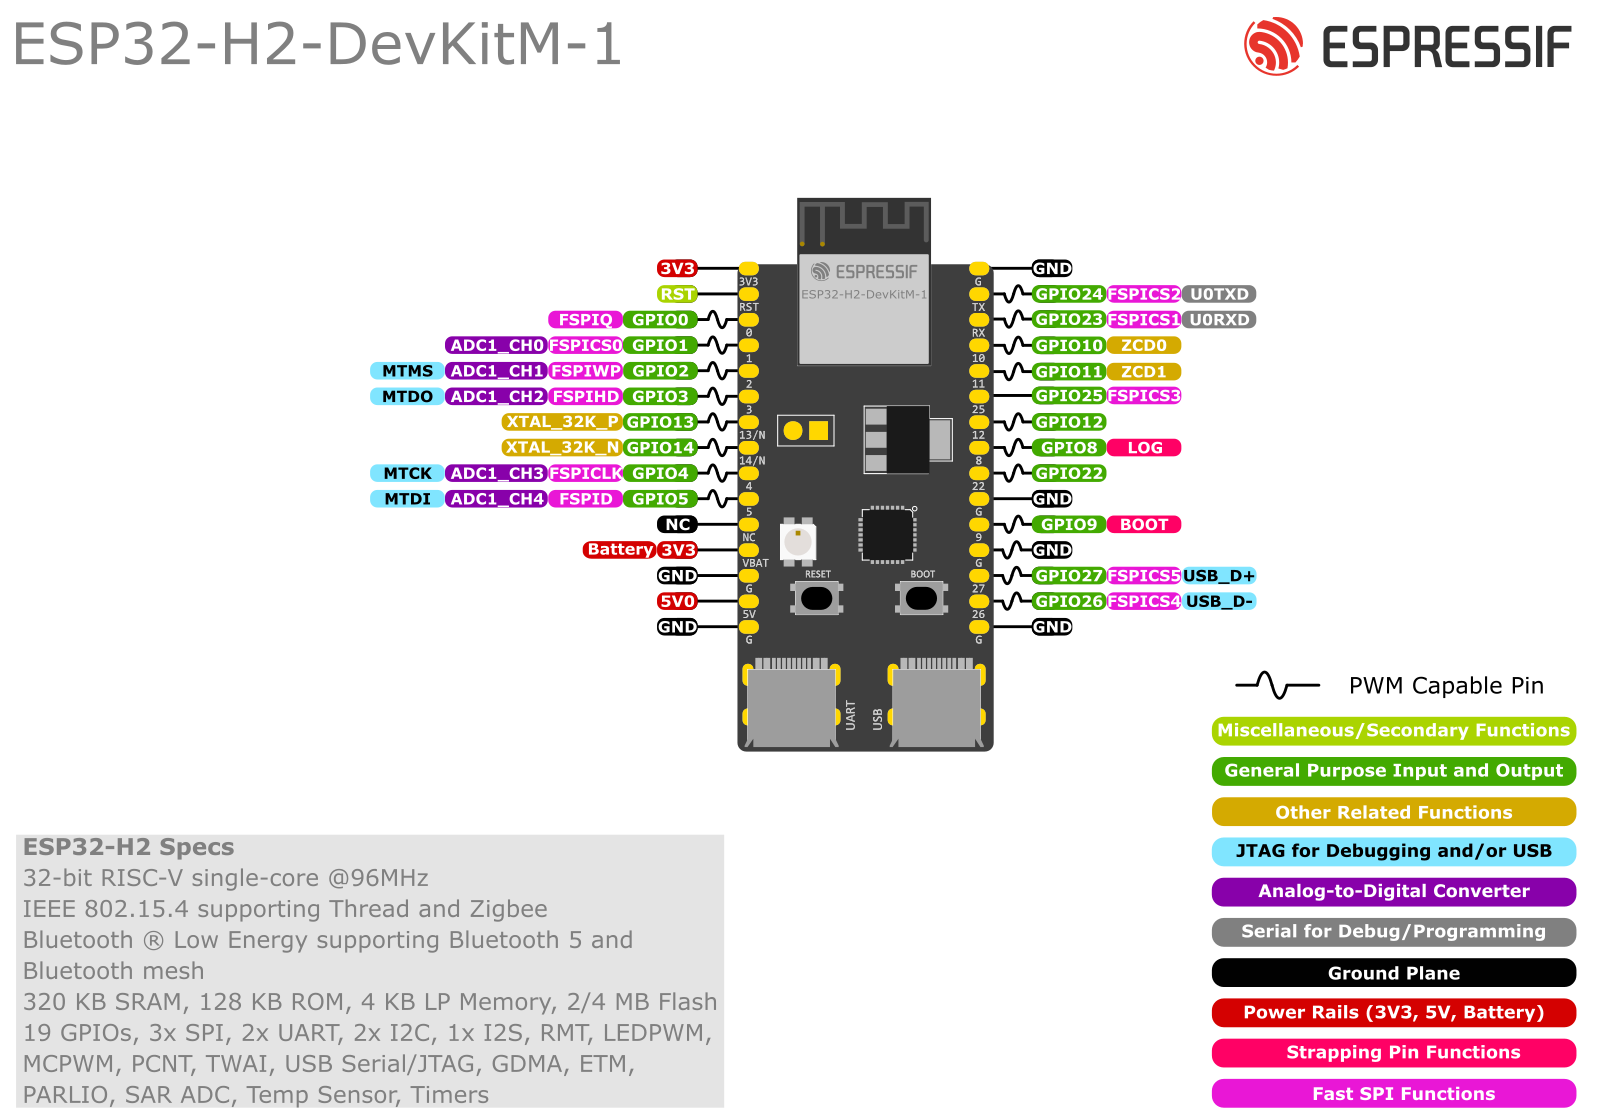 ESP32-H2-DevKitM-1
ESPRESSIF
ESPRESSIF
ESP32-H2-DevKitM-1
3V3 3V3 G GND
RST RST TX GPIO24 FSPICS2 U0TXD
FSPIQ GPIO0 0 RX GPIO23 FSPICS1 U0RXD
ADC1_CH0 FSPICS0 GPIO1 1 10 GPIO10 ZCD0
MTMS ADC1_CH1 FSPIWP GPIO2 2 11 GPIO11 ZCD1
MTDO ADC1_CH2 FSPIHD GPIO3 3 25 GPIO25 FSPICS3
XTAL_32K_P GPIO13 13/N 12 GPIO12
XTAL_32K_N GPIO14 14/N 8 GPIO8 LOG
MTCK ADC1_CH3 FSPICLK GPIO4 4 22 GPIO22
MTDI ADC1_CH4 FSPID GPIO5 5 G GND
NC NC 9 GPIO9 BOOT
Battery 3V3 VBAT G GND
GND G 27 GPIO27 FSPICS5 USB_D+
5V0 5V 26 GPIO26 FSPICS4 USB_D-
GND G G GND
RESET BOOT
UART USB
PWM Capable Pin
Miscellaneous/Secondary Functions
General Purpose Input and Output
Other Related Functions
JTAG for Debugging and/or USB
Analog-to-Digital Converter
Serial for Debug/Programming
Ground Plane
Power Rails (3V3, 5V, Battery)
Strapping Pin Functions
Fast SPI Functions
ESP32-H2 Specs
32-bit RISC-V single-core @96MHz
IEEE 802.15.4 supporting Thread and Zigbee
Bluetooth ® Low Energy supporting Bluetooth 5 and
Bluetooth mesh
320 KB SRAM, 128 KB ROM, 4 KB LP Memory, 2/4 MB Flash
19 GPIOs, 3x SPI, 2x UART, 2x I2C, 1x I2S, RMT, LEDPWM,
MCPWM, PCNT, TWAI, USB Serial/JTAG, GDMA, ETM,
PARLIO, SAR ADC, Temp Sensor, Timers